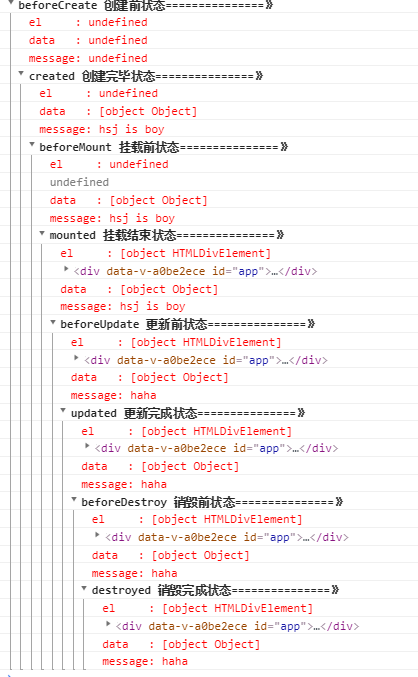 beforeCreate 创建前状态===============》
el     : undefined
data   : undefined
message: undefined
created 创建完毕状态===============》
el     : undefined
data   : [object Object]
message: hsj is boy
beforeMount 挂载前状态===============》
el     : undefined
undefined
data   : [object Object]
message: hsj is boy
mounted 挂载结束状态===============》
el     : [object HTMLDivElement]
<div data-v-a0be2ece id="app">…</div>
data   : [object Object]
message: hsj is boy
beforeUpdate 更新前状态===============》
el     : [object HTMLDivElement]
<div data-v-a0be2ece id="app">…</div>
data   : [object Object]
message: haha
updated 更新完成状态===============》
el     : [object HTMLDivElement]
<div data-v-a0be2ece id="app">…</div>
data   : [object Object]
message: haha
beforeDestroy 销毁前状态===============》
el     : [object HTMLDivElement]
<div data-v-a0be2ece id="app">…</div>
data   : [object Object]
message: haha
destroyed 销毁完成状态===============》
el     : [object HTMLDivElement]
<div data-v-a0be2ece id="app">…</div>
data   : [object Object]
message: haha